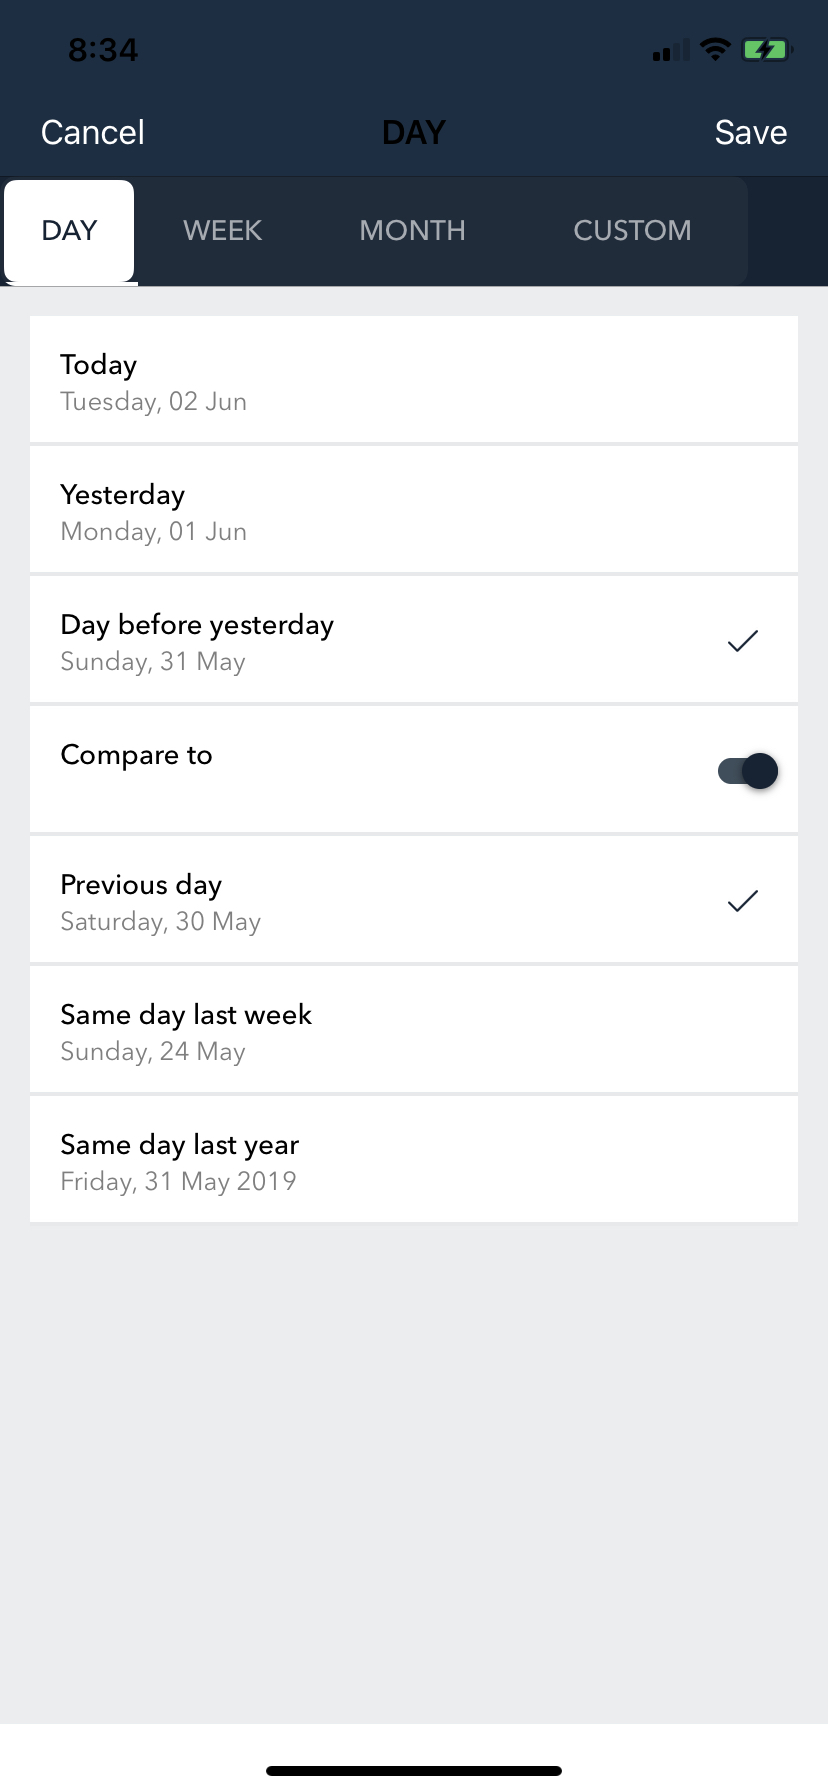 8:34
Cancel DAY Save
DAY WEEK MONTH CUSTOM
Today
Tuesday, 02 Jun
Yesterday
Monday, 01 Jun
Day before yesterday
Sunday, 31 May
Compare to
Previous day
Saturday, 30 May
Same day last week
Sunday, 24 May
Same day last year
Friday, 31 May 2019